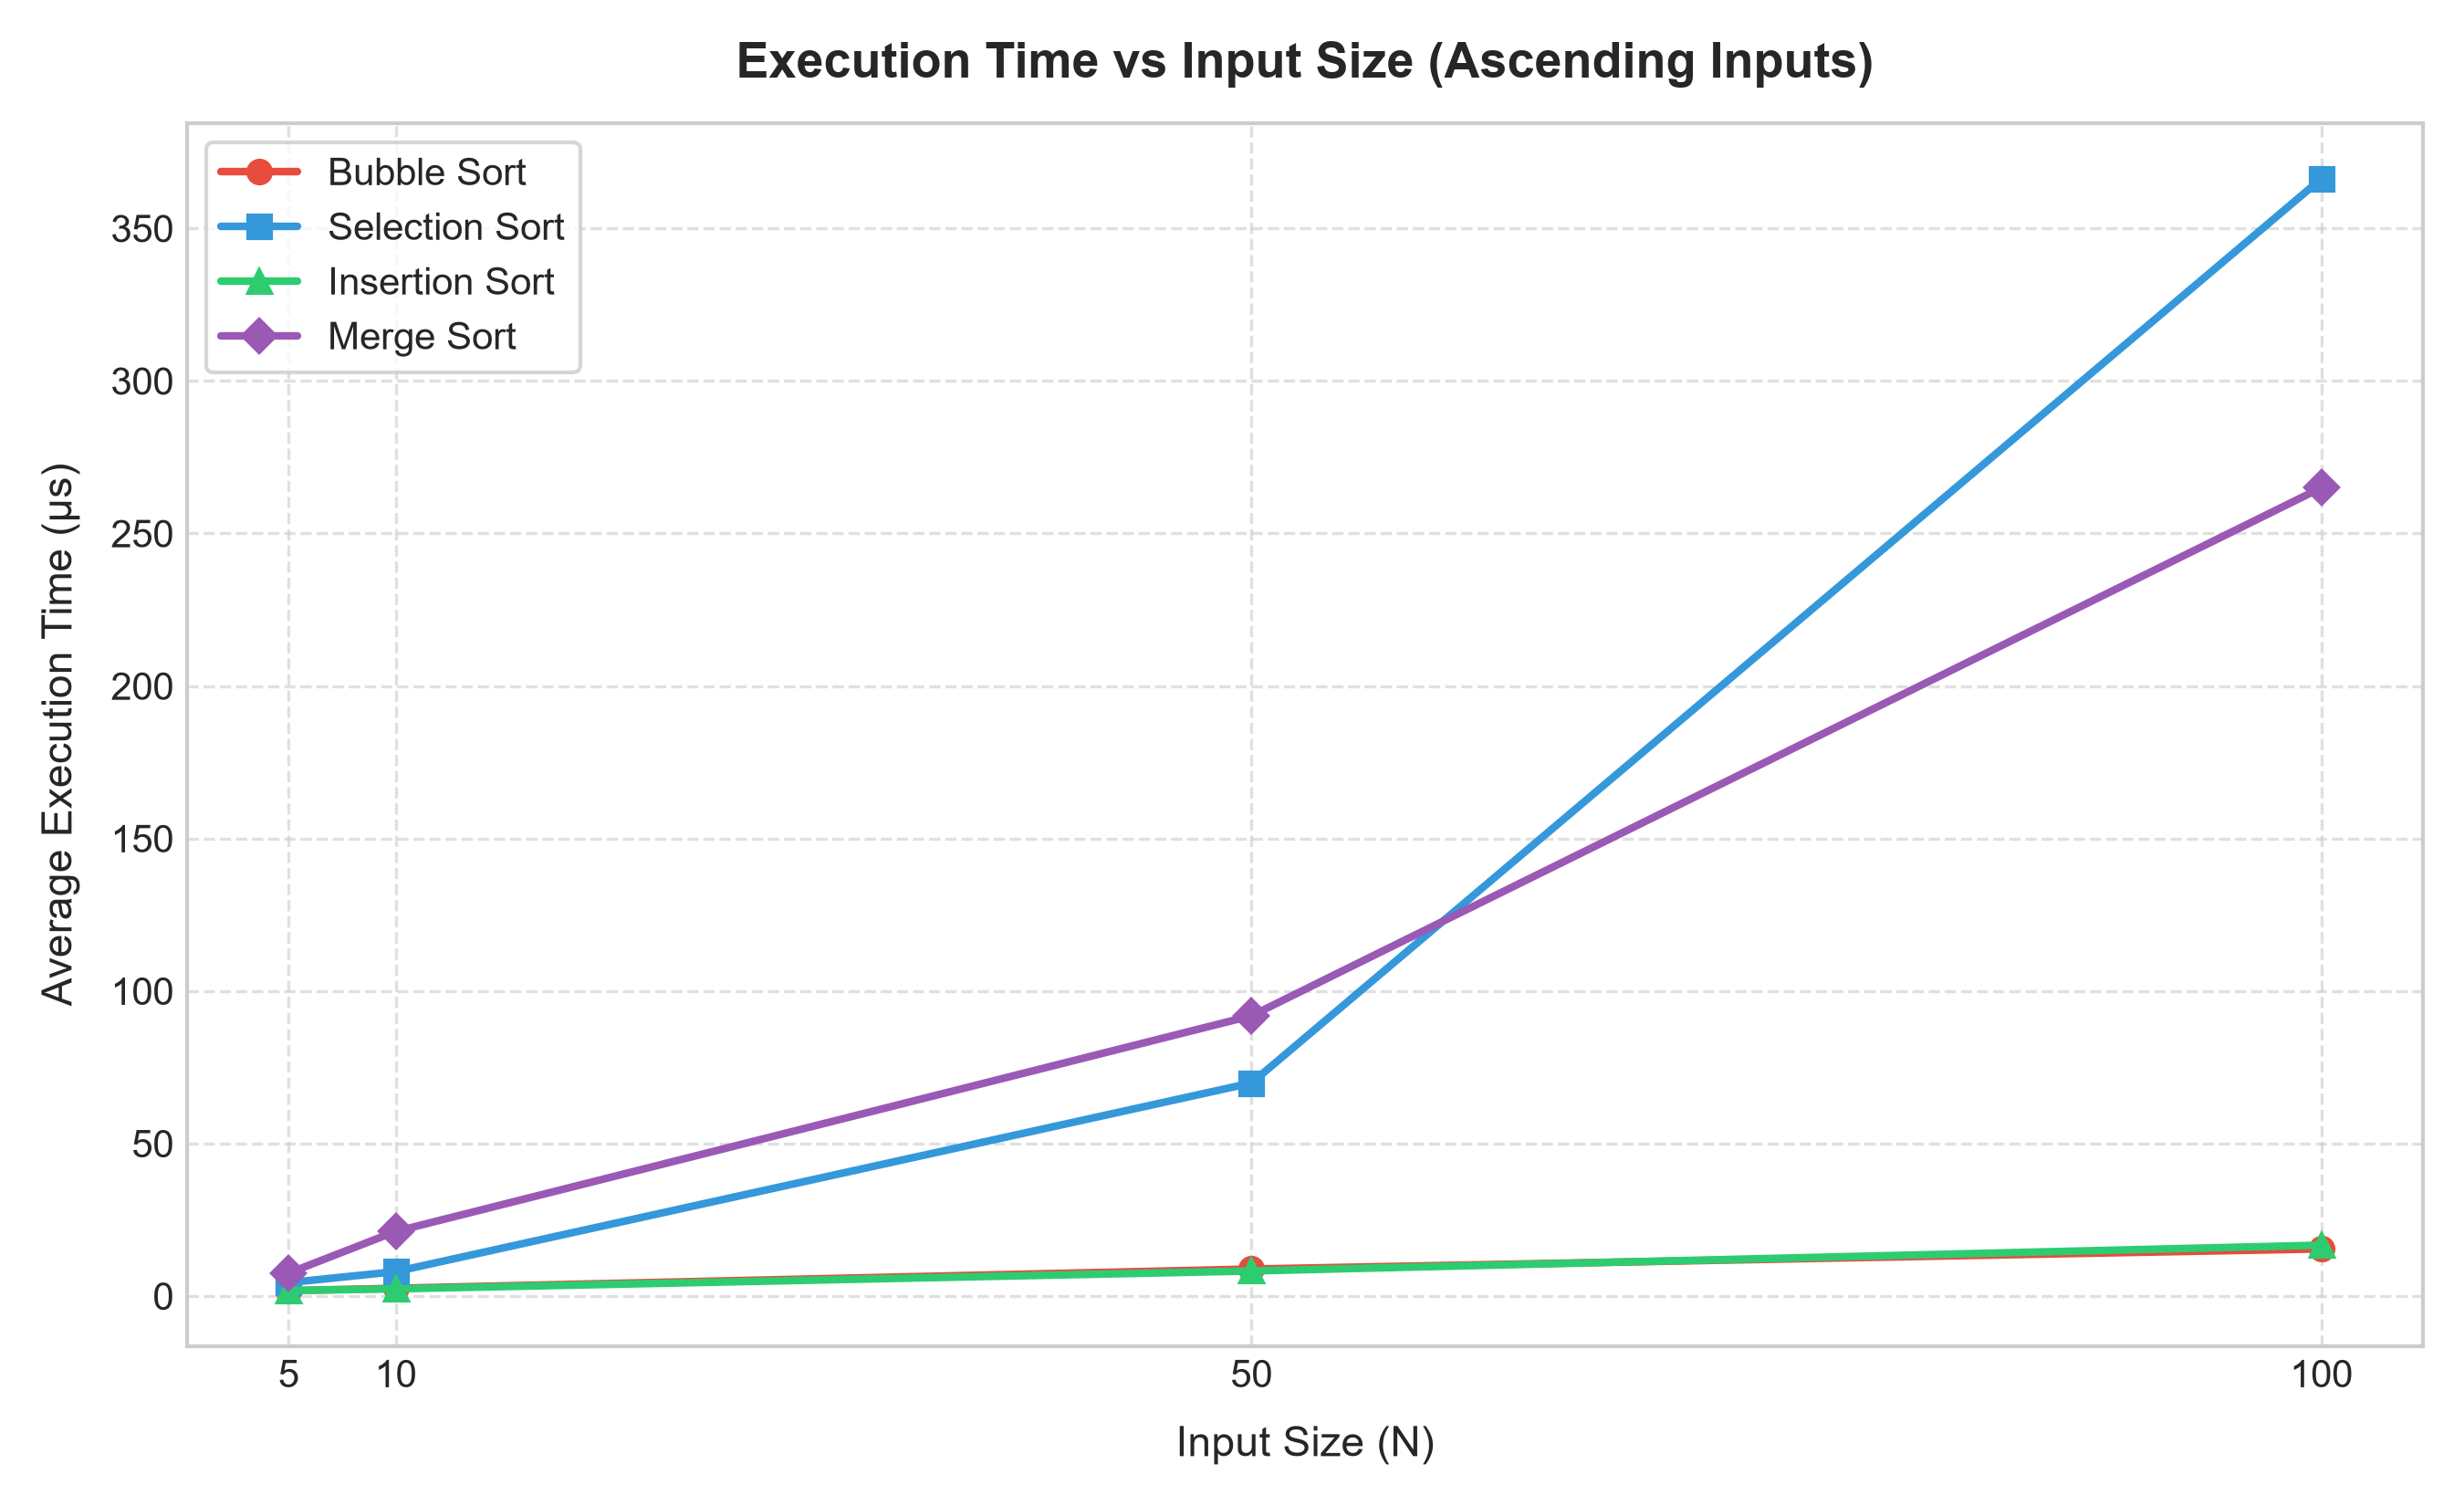 Execution Time vs Input Size (Ascending Inputs)
Bubble Sort
Selection Sort
Insertion Sort
Merge Sort
Average Execution Time (μs)
350
300
250
200
150
100
50
0
5 10 50 100
Input Size (N)